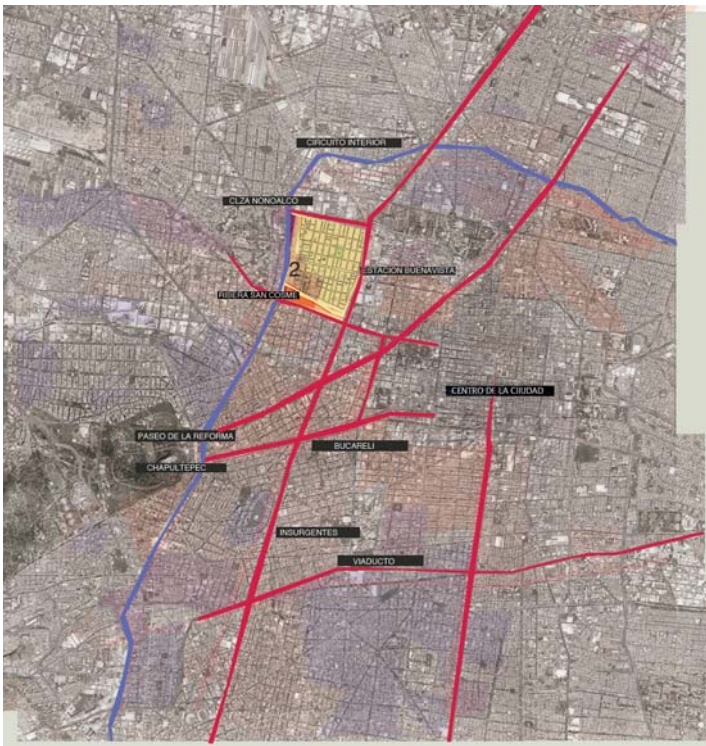 CIRCUITO INTERIOR
CLZA NONOALCO
2
ESTACION BUENAVISTA
RIBERA SAN COSME
CENTRO DE LA CIUDAD
PASEO DE LA REFORMA
BUCARELI
CHAPULTEPEC
INSURGENTES
VIADUCTO